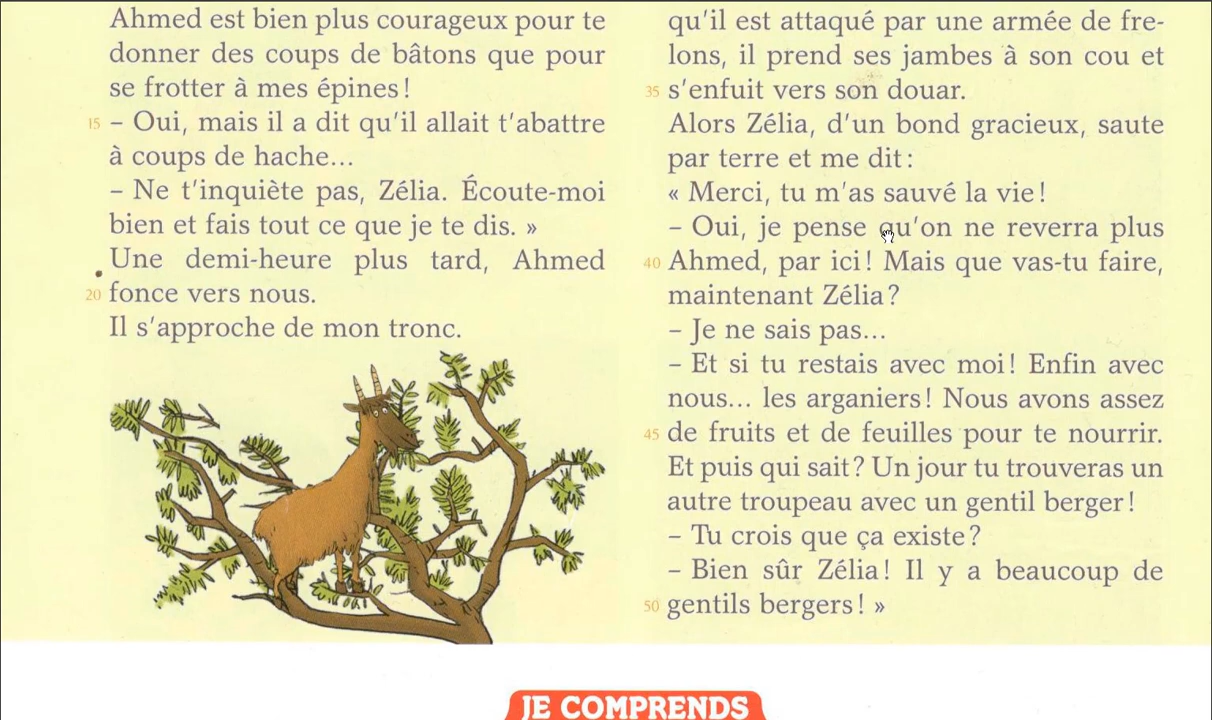 Ahmed est bien plus courageux pour te
donner des coups de bâtons que pour
se frotter à mes épines !
15 – Oui, mais il a dit qu'il allait t'abattre
à coups de hache...
– Ne t'inquiète pas, Zélia. Écoute-moi
bien et fais tout ce que je te dis. »
Une demi-heure plus tard, Ahmed
20 fonce vers nous.
Il s'approche de mon tronc.
qu'il est attaqué par une armée de fre-
lons, il prend ses jambes à son cou et
35 s'enfuit vers son douar.
Alors Zélia, d'un bond gracieux, saute
par terre et me dit :
« Merci, tu m'as sauvé la vie !
– Oui, je pense qu'on ne reverra plus
40 Ahmed, par ici ! Mais que vas-tu faire,
maintenant Zélia ?
– Je ne sais pas...
– Et si tu restais avec moi ! Enfin avec
nous... les arganiers ! Nous avons assez
45 de fruits et de feuilles pour te nourrir.
Et puis qui sait ? Un jour tu trouveras un
autre troupeau avec un gentil berger !
– Tu crois que ça existe ?
– Bien sûr Zélia ! Il y a beaucoup de
50 gentils bergers ! »
JE COMPRENDS